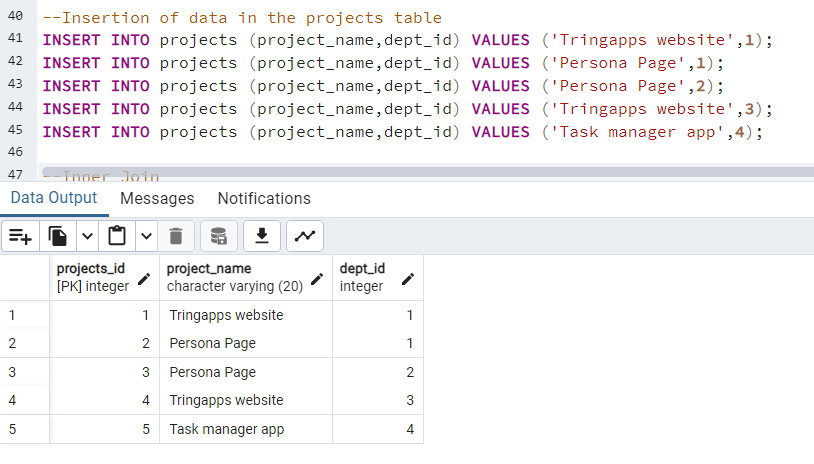 40 --Insertion of data in the projects table
41 INSERT INTO projects (project_name,dept_id) VALUES ('Tringapps website',1);
42 INSERT INTO projects (project_name,dept_id) VALUES ('Persona Page',1);
43 INSERT INTO projects (project_name,dept_id) VALUES ('Persona Page',2);
44 INSERT INTO projects (project_name,dept_id) VALUES ('Tringapps website',3);
45 INSERT INTO projects (project_name,dept_id) VALUES ('Task manager app',4);
46
47 --Inner Join
Data Output Messages Notifications
projects_id project_name dept_id
[PK] integer character varying (20) integer
1 1 Tringapps website 1
2 2 Persona Page 1
3 3 Persona Page 2
4 4 Tringapps website 3
5 5 Task manager app 4